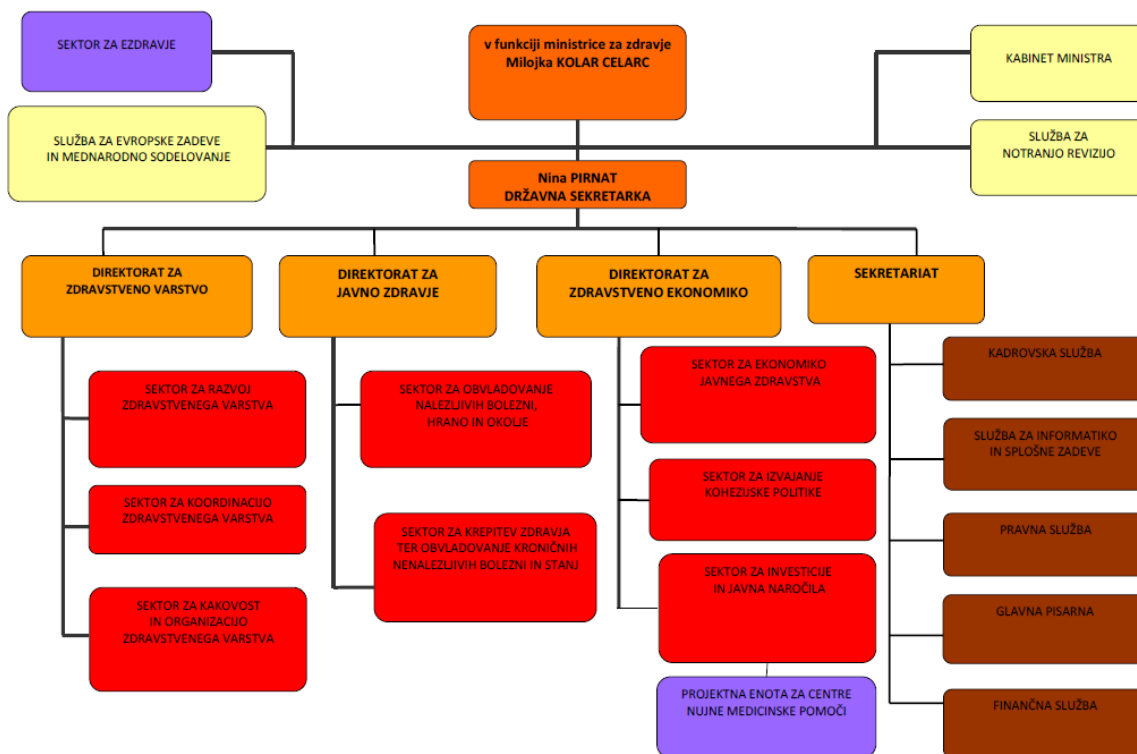 SEKTOR ZA EZDRAVJE
v funkciji ministrice za zdravje
Milojka KOLAR CELARC
KABINET MINISTRA
SLUŽBA ZA EVROPSKE ZADEVE
IN MEDNARODNO SODELOVANJE
SLUŽBA ZA
NOTRANJO REVIZIJO
Nina PIRNAT
DRŽAVNA SEKRETARKA
DIREKTORAT ZA
ZDRAVSTVENO VARSTVO
DIREKTORAT ZA
JAVNO ZDRAVJE
DIREKTORAT ZA
ZDRAVSTVENO EKONOMIKO
SEKRETARIAT
SEKTOR ZA RAZVOJ
ZDRAVSTVENEGA VARSTVA
SEKTOR ZA KOORDINACIJO
ZDRAVSTVENEGA VARSTVA
SEKTOR ZA KAKOVOST
IN ORGANIZACIJO
ZDRAVSTVENEGA VARSTVA
SEKTOR ZA OBVLADOVANJE
NALEZLJIVIH BOLEZNI,
HRANO IN OKOLJE
SEKTOR ZA KREPITEV ZDRAVJA
TER OBVLADOVANJE KRONIČNIH
NENALEZLJIVIH BOLEZNI IN STANJ
SEKTOR ZA EKONOMIKO
JAVNEGA ZDRAVSTVA
SEKTOR ZA IZVAJANJE
KOHEZIJSKE POLITIKE
SEKTOR ZA INVESTICIJE
IN JAVNA NAROČILA
PROJEKTNA ENOTA ZA CENTRE
NUJNE MEDICINSKE POMOČI
KADROVSKA SLUŽBA
SLUŽBA ZA INFORMATIKO
IN SPLOŠNE ZADEVE
PRAVNA SLUŽBA
GLAVNA PISARNA
FINANČNA SLUŽBA